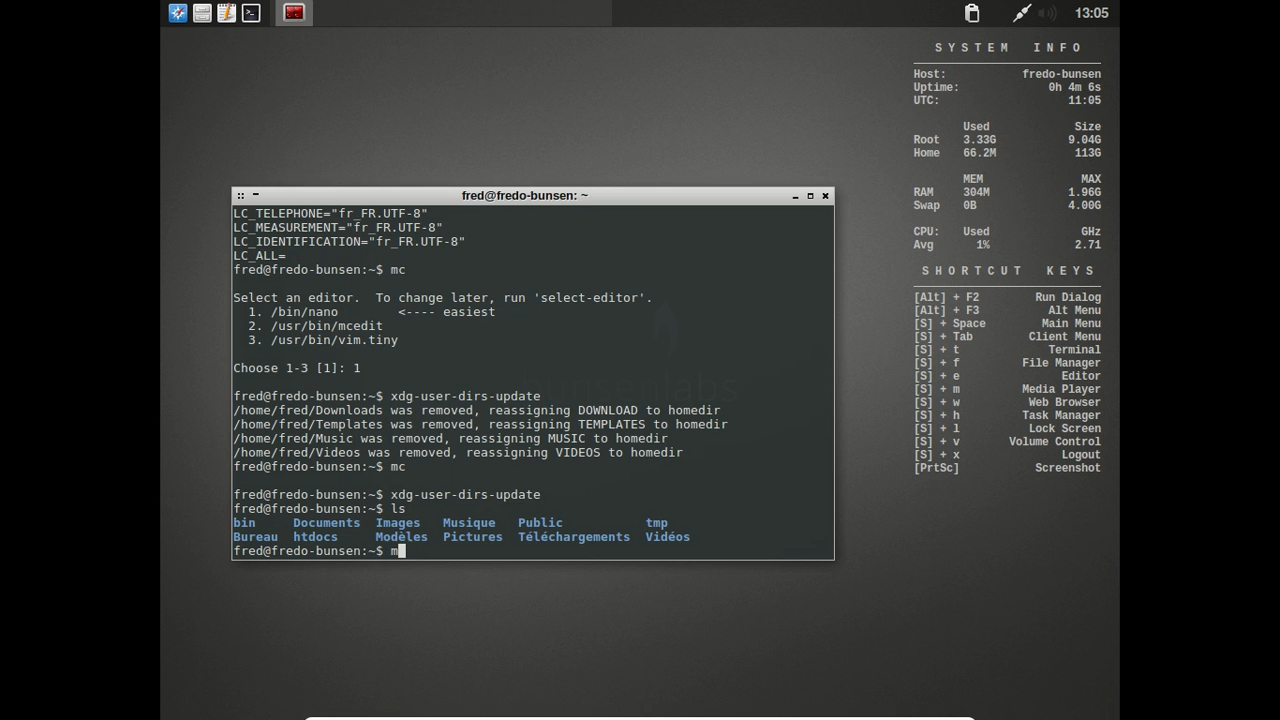 13:05
SYSTEM INFO
Host: fredo-bunsen
Uptime: 0h 4m 6s
UTC: 11:05
Used Size
Root 3.33G 9.04G
Home 66.2M 113G
MEM MAX
RAM 304M 1.96G
Swap 0B 4.00G
CPU: Used GHz
Avg 1% 2.71
SHORTCUT KEYS
[Alt] + F2 Run Dialog
[Alt] + F3 Alt Menu
[S] + Space Main Menu
[S] + Tab Client Menu
[S] + t Terminal
[S] + f File Manager
[S] + e Editor
[S] + m Media Player
[S] + w Web Browser
[S] + h Task Manager
[S] + l Lock Screen
[S] + v Volume Control
[S] + x Logout
[PrtSc] Screenshot
fred@fredo-bunsen: ~
LC_TELEPHONE="fr_FR.UTF-8"
LC_MEASUREMENT="fr_FR.UTF-8"
LC_IDENTIFICATION="fr_FR.UTF-8"
LC_ALL=
fred@fredo-bunsen:~$ mc
Select an editor. To change later, run 'select-editor'.
1. /bin/nano <---- easiest
2. /usr/bin/mcedit
3. /usr/bin/vim.tiny
Choose 1-3 [1]: 1
bunsenlabs
fred@fredo-bunsen:~$ xdg-user-dirs-update
/home/fred/Downloads was removed, reassigning DOWNLOAD to homedir
/home/fred/Templates was removed, reassigning TEMPLATES to homedir
/home/fred/Music was removed, reassigning MUSIC to homedir
/home/fred/Videos was removed, reassigning VIDEOS to homedir
fred@fredo-bunsen:~$ mc
fred@fredo-bunsen:~$ xdg-user-dirs-update
fred@fredo-bunsen:~$ ls
bin Documents Images Musique Public tmp
Bureau htdocs Modèles Pictures Téléchargements Vidéos
fred@fredo-bunsen:~$ m